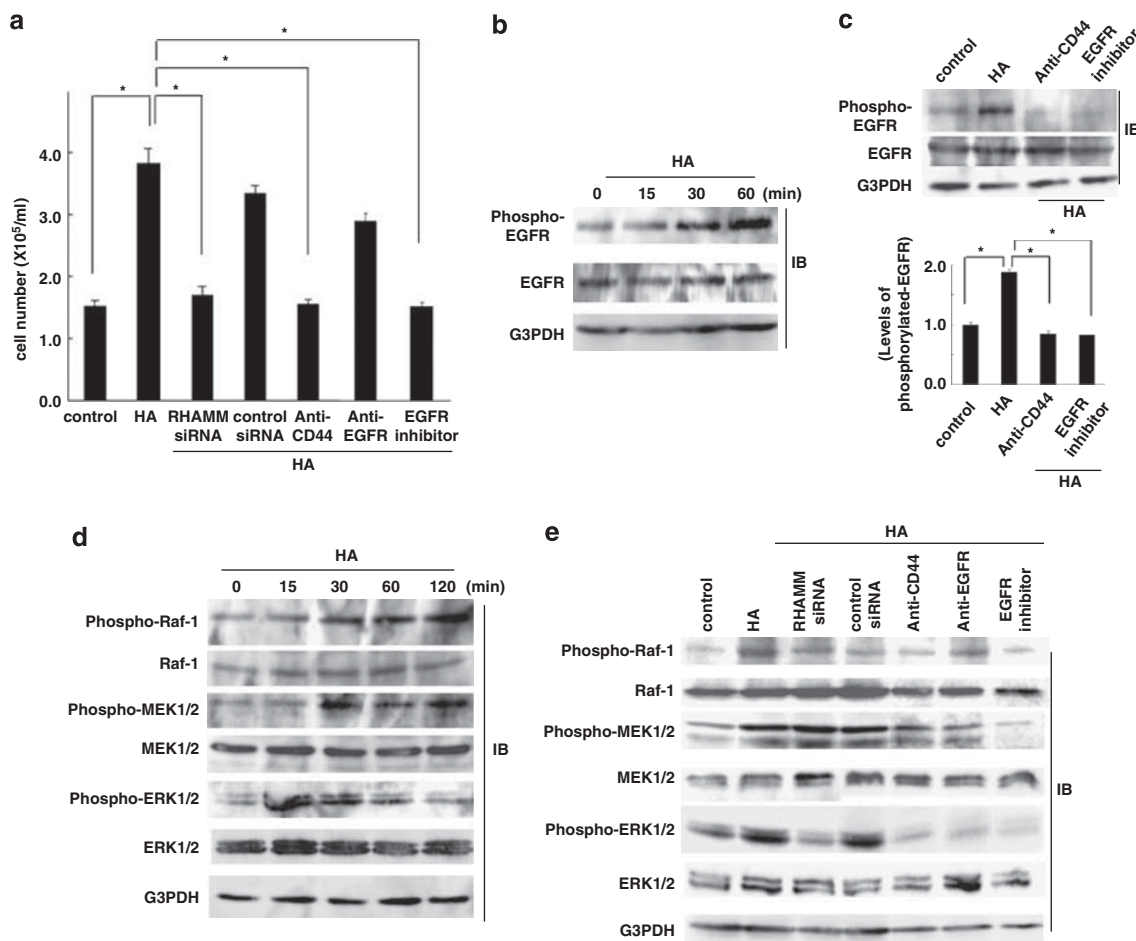 a
*
*
*
*
cell number (X10⁵/ml)
4.0
3.0
2.0
1.0
0.0
control
HA
RHAMM
siRNA
control
siRNA
Anti-
CD44
Anti-
EGFR
EGFR
inhibitor
HA
b
HA
0 15 30 60 (min)
Phospho-
EGFR
EGFR
G3PDH
IB
c
control
HA
Anti-CD44
EGFR
inhibitor
Phospho-
EGFR
EGFR
G3PDH
IB
HA
(Levels of
phosphorylated-EGFR)
2.0
1.0
0.0
*
*
*
control
HA
Anti-CD44
EGFR
inhibitor
HA
d
HA
0 15 30 60 120 (min)
Phospho-Raf-1
Raf-1
Phospho-MEK1/2
MEK1/2
Phospho-ERK1/2
ERK1/2
G3PDH
IB
e
HA
control
HA
RHAMM
siRNA
control
siRNA
Anti-CD44
Anti-EGFR
EGFR
inhibitor
Phospho-Raf-1
Raf-1
Phospho-MEK1/2
MEK1/2
Phospho-ERK1/2
ERK1/2
G3PDH
IB